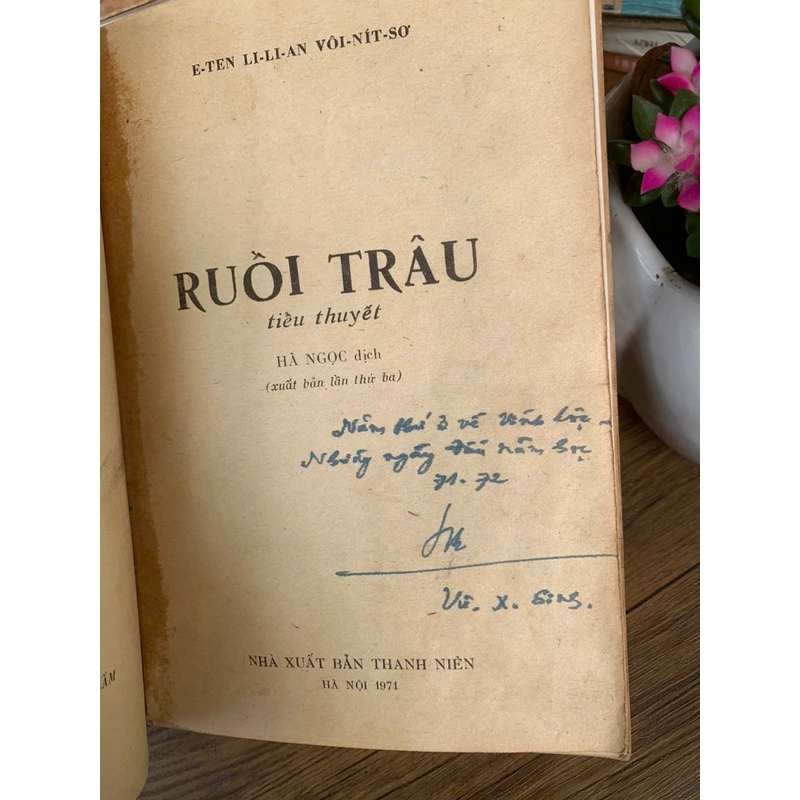 E-TEN LI-LI-AN VÔI-NÍT-SƠ
RUỒI TRÂU
tiểu thuyết
HÀ NGỌC dịch
(xuất bản lần thứ ba)
Năm thứ 3 về Vĩnh Lộc -
Những ngày đầu năm học
71-72
Vũ. X.
NHÀ XUẤT BẢN THANH NIÊN
HÀ NỘI 1971